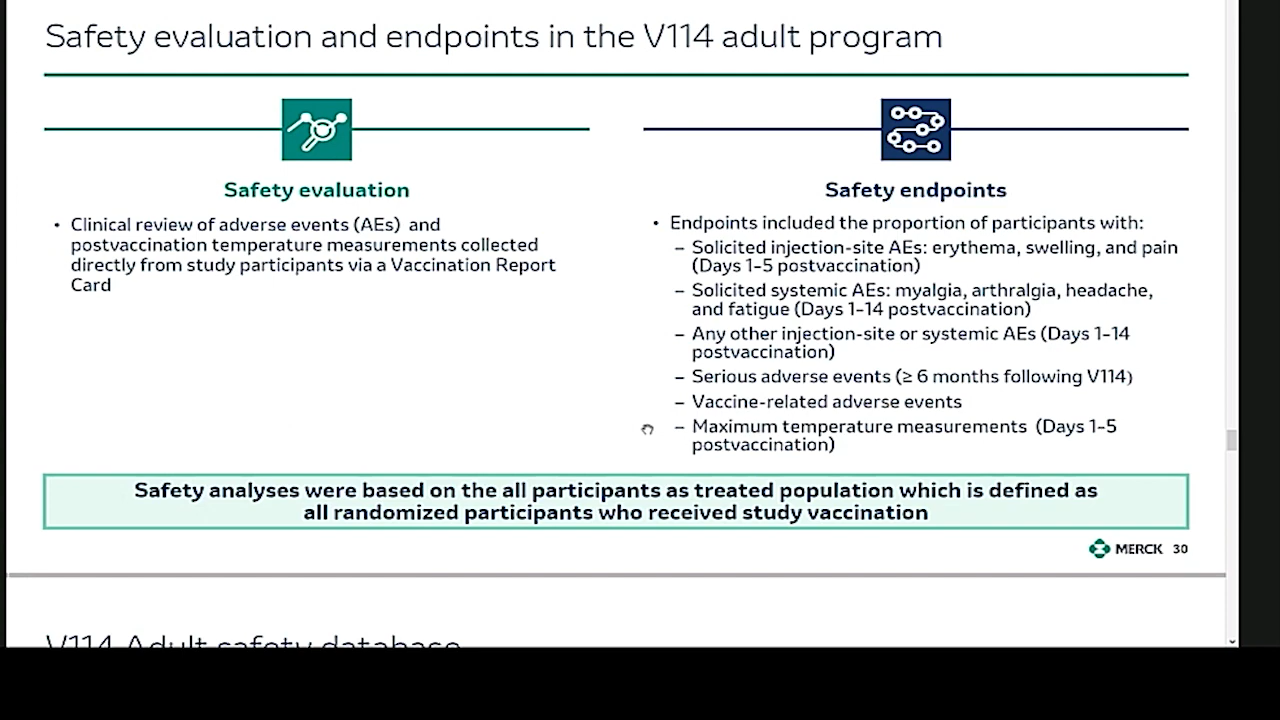 Safety evaluation and endpoints in the V114 adult program
Safety evaluation
• Clinical review of adverse events (AEs) and
postvaccination temperature measurements collected
directly from study participants via a Vaccination Report
Card
Safety endpoints
• Endpoints included the proportion of participants with:
– Solicited injection-site AEs: erythema, swelling, and pain
(Days 1-5 postvaccination)
– Solicited systemic AEs: myalgia, arthralgia, headache,
and fatigue (Days 1-14 postvaccination)
– Any other injection-site or systemic AEs (Days 1-14
postvaccination)
– Serious adverse events (≥ 6 months following V114)
– Vaccine-related adverse events
– Maximum temperature measurements (Days 1-5
postvaccination)
Safety analyses were based on the all participants as treated population which is defined as
all randomized participants who received study vaccination
MERCK 30
V114 Adult safety database